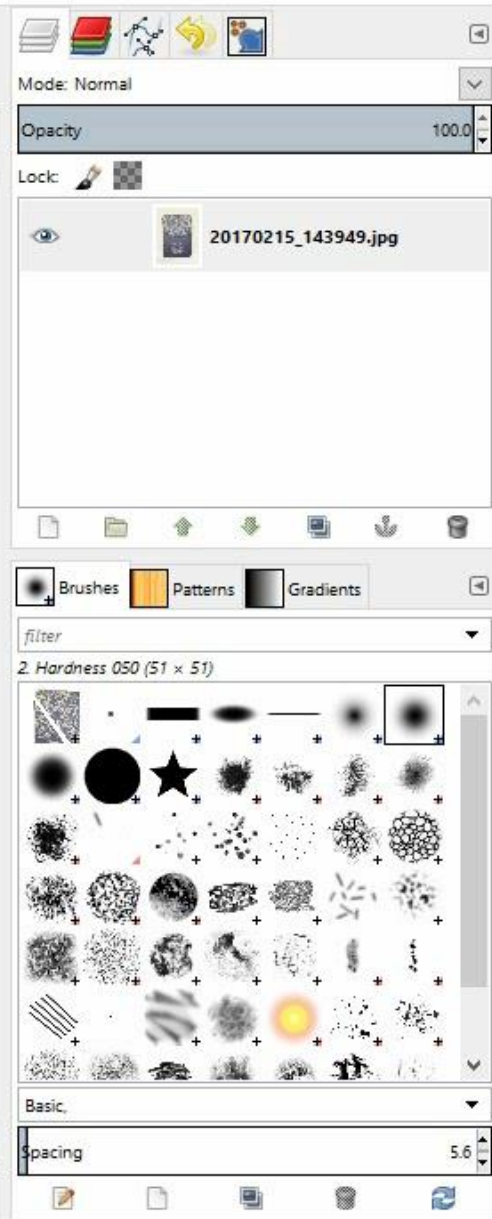 Mode: Normal
Opacity 100.0
Lock:
20170215_143949.jpg
Brushes Patterns Gradients
filter
2. Hardness 050 (51 × 51)
Basic,
Spacing 5.6